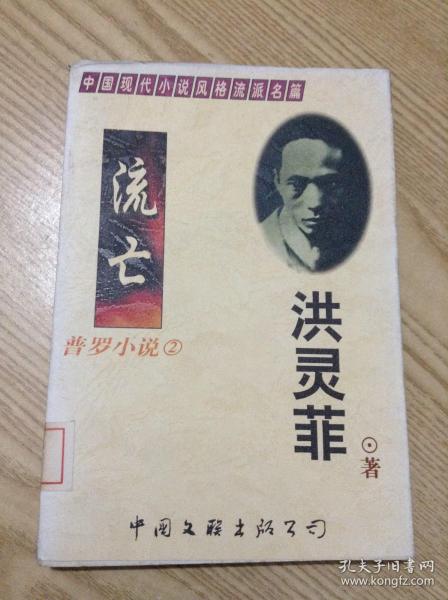 中国现代小说风格流派名篇
流亡
普罗小说②
洪灵菲
⊙著
中国文联出版公司
孔夫子旧书网
www.kongfz.com